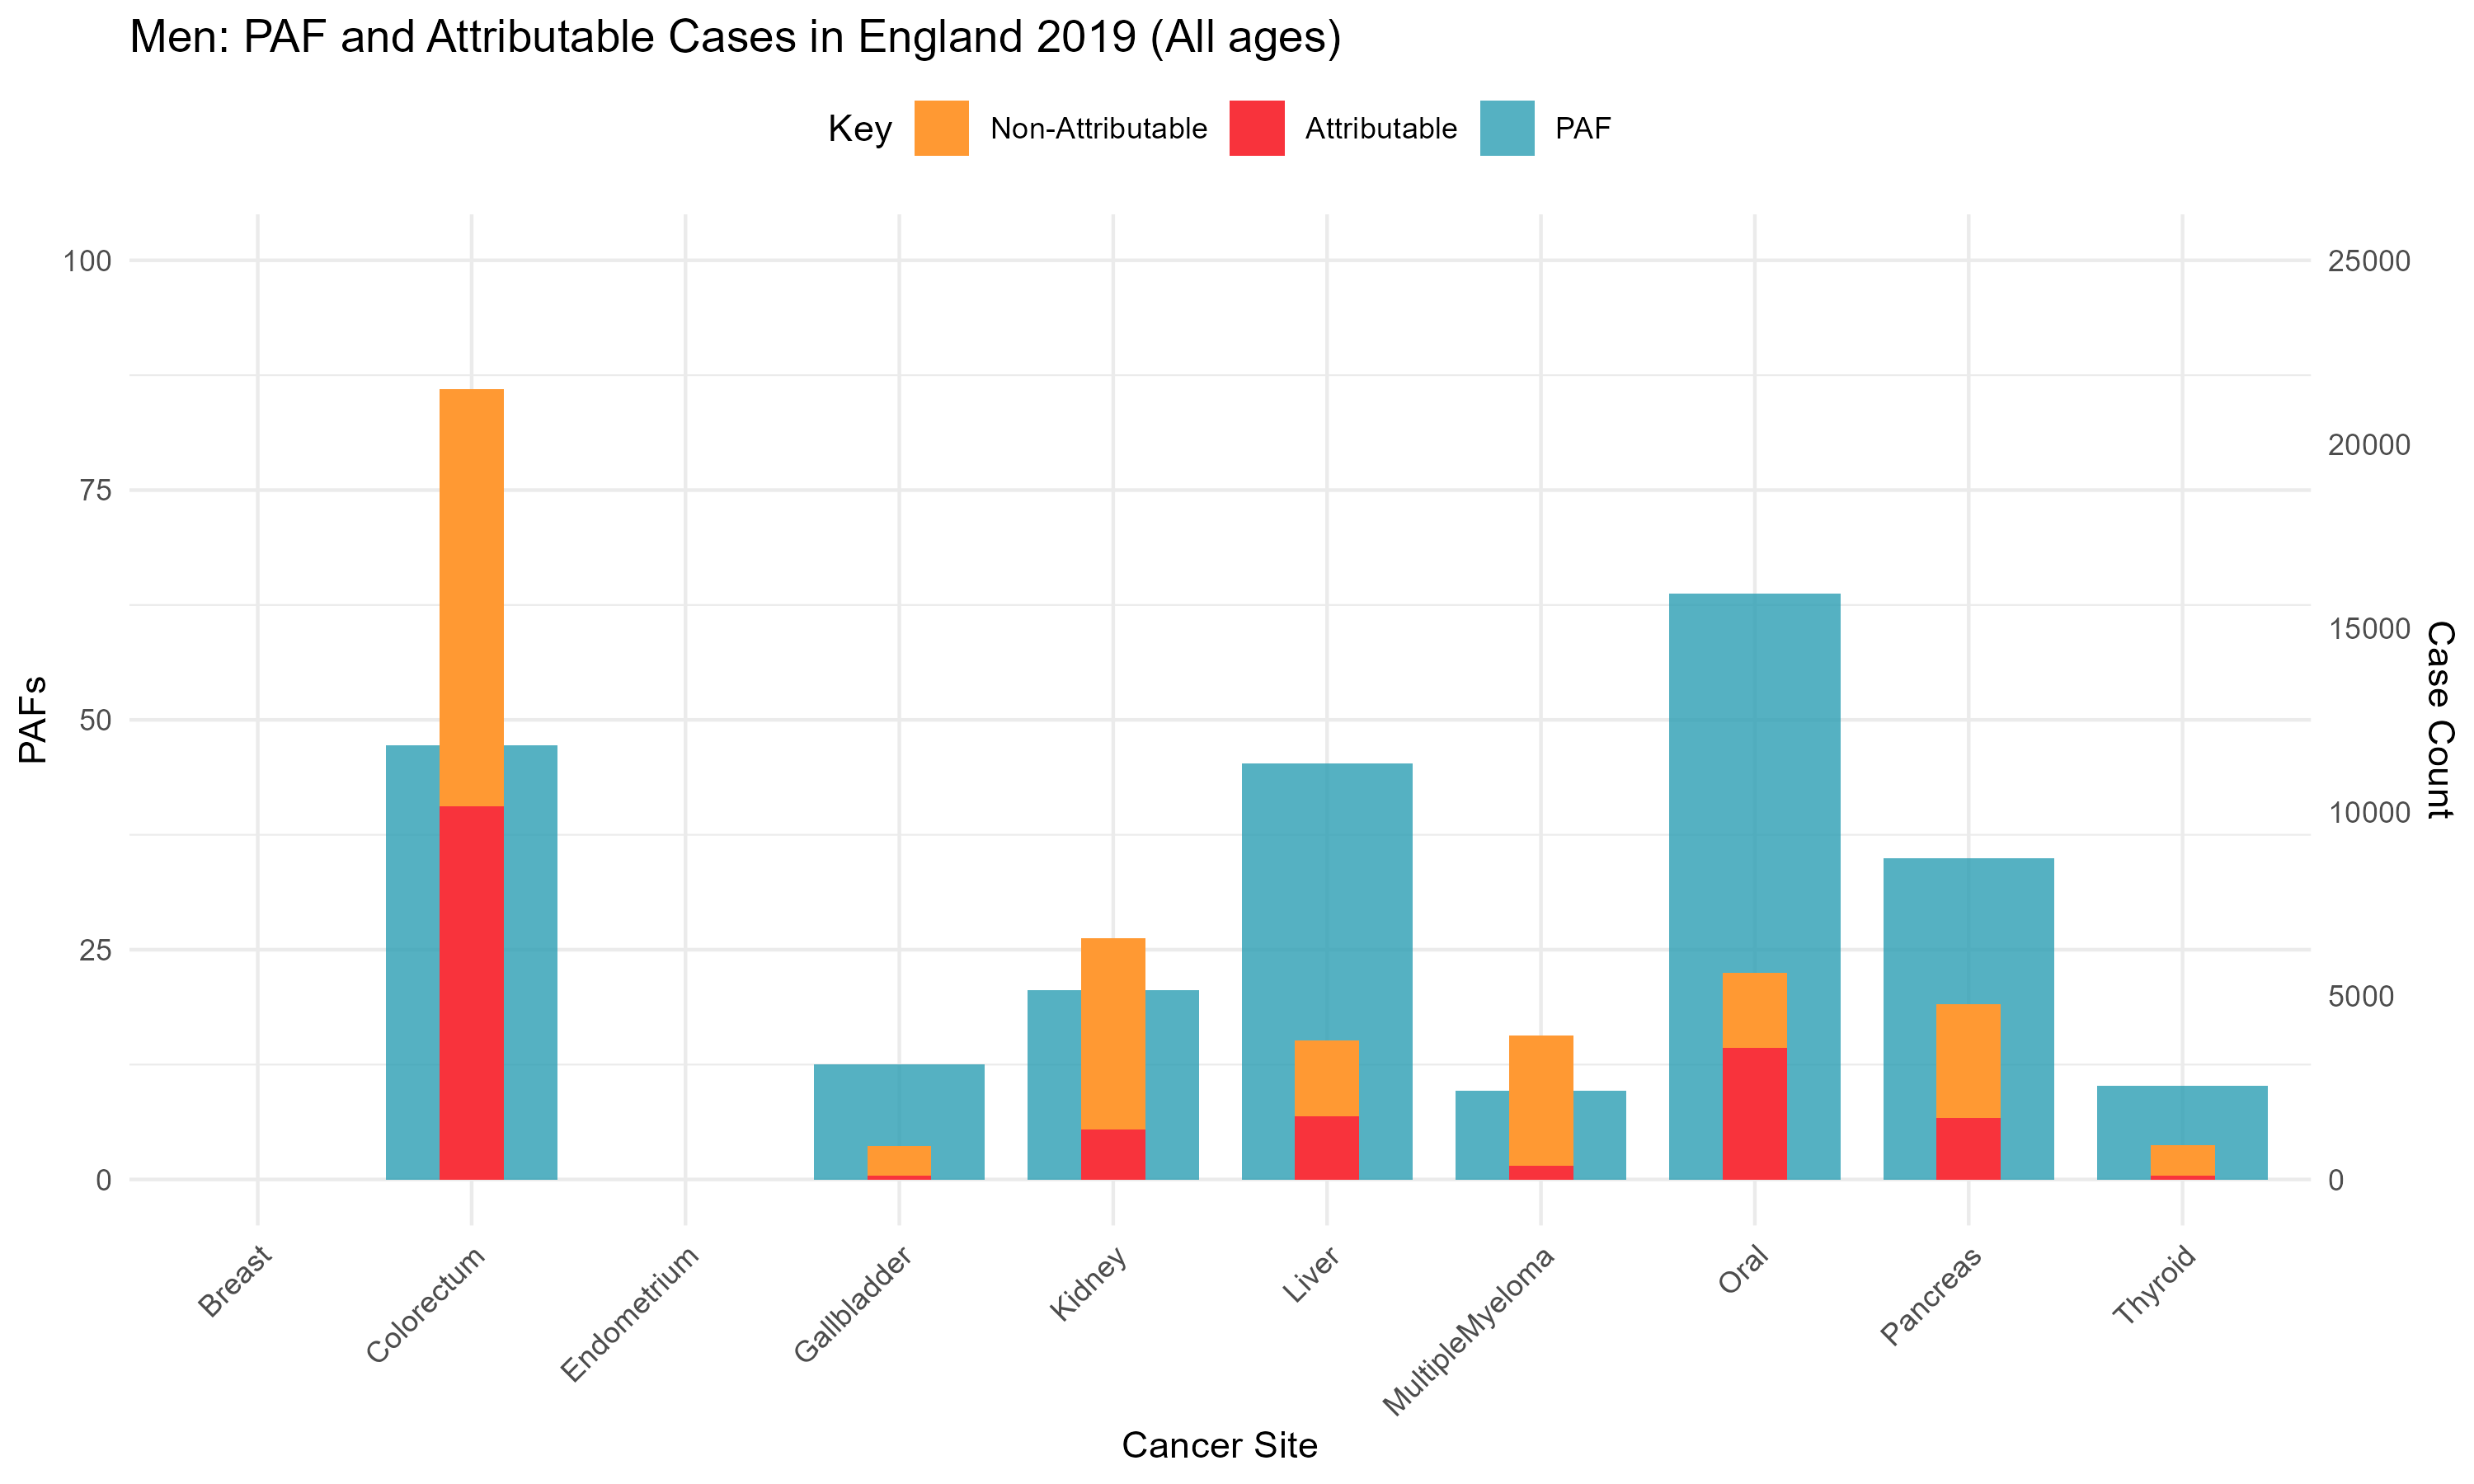 Men: PAF and Attributable Cases in England 2019 (All ages)
Key Non-Attributable Attributable PAF
100
75
50
25
0
PAFs
25000
20000
15000
10000
5000
0
Case Count
Breast
Colorectum
Endometrium
Gallbladder
Kidney
Liver
MultipleMyeloma
Oral
Pancreas
Thyroid
Cancer Site